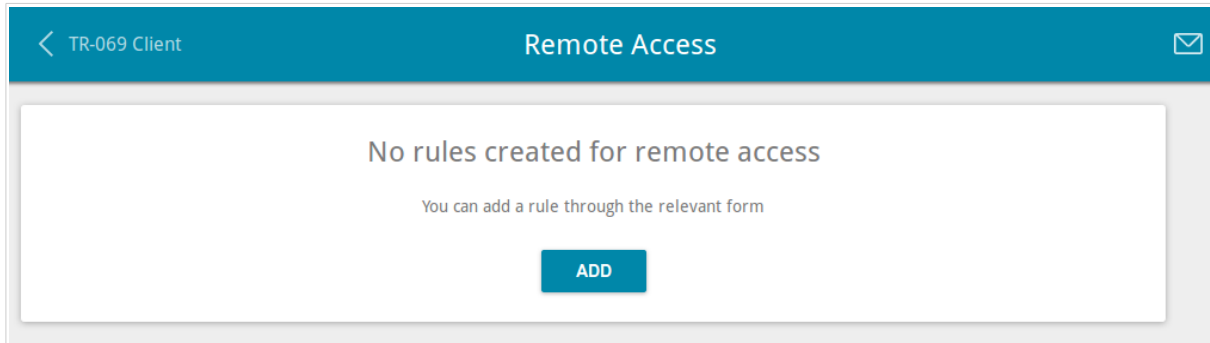 TR-069 Client
Remote Access
No rules created for remote access
You can add a rule through the relevant form
ADD